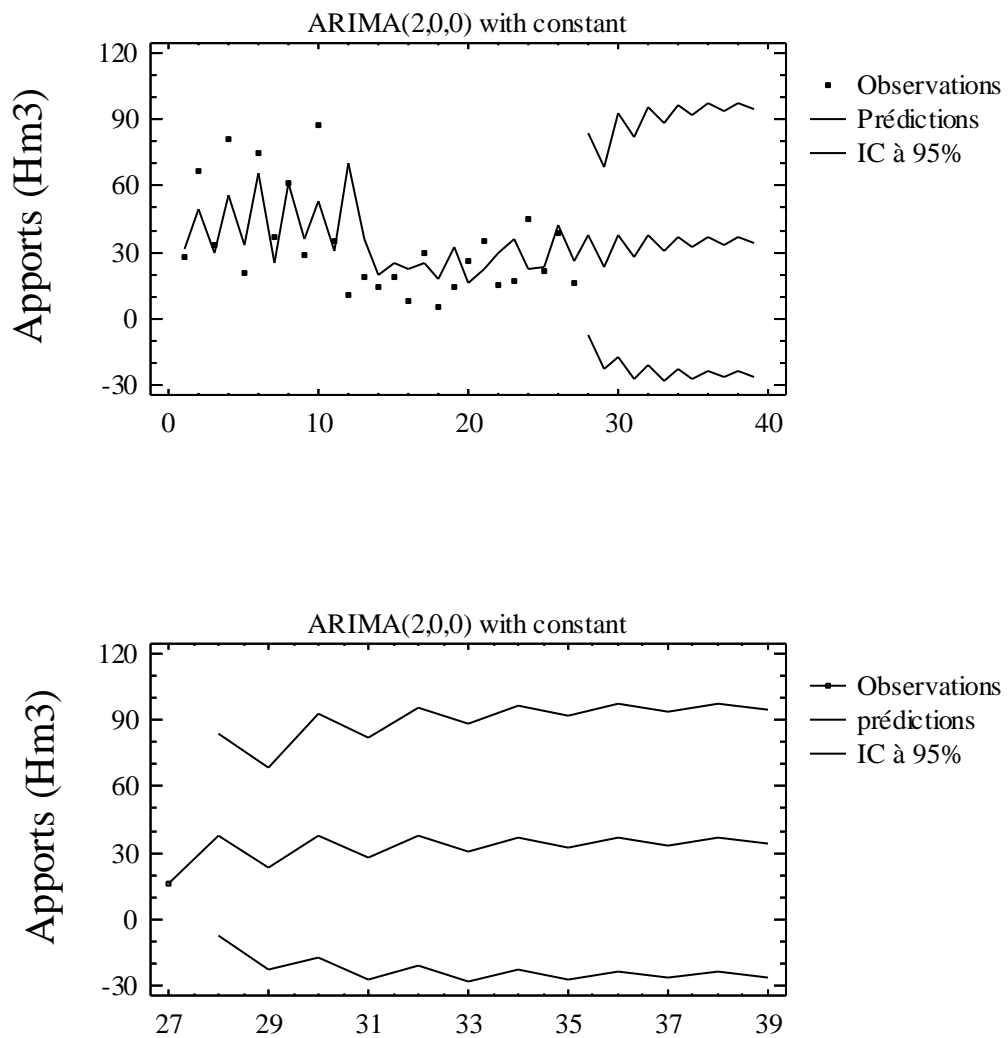 ARIMA(2,0,0) with constant
Apports (Hm3)
120
90
60
30
0
-30
0 10 20 30 40
Observations
Prédictions
IC à 95%
ARIMA(2,0,0) with constant
Apports (Hm3)
120
90
60
30
0
-30
27 29 31 33 35 37 39
Observations
prédictions
IC à 95%